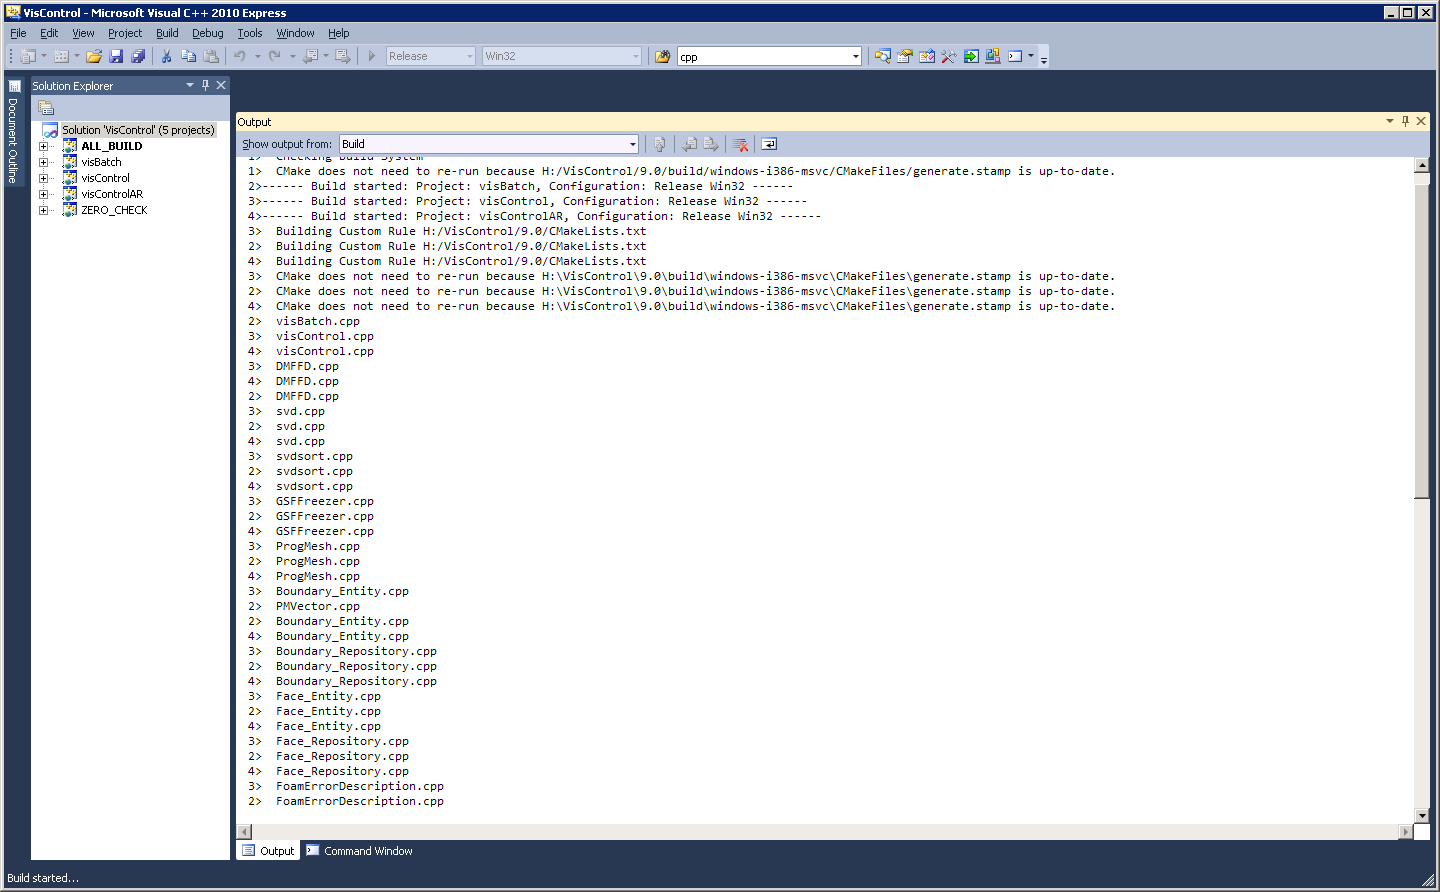 VisControl - Microsoft Visual C++ 2010 Express
File Edit View Project Build Debug Tools Window Help
Release Win32 cpp
Document Outline
Solution Explorer
Solution 'VisControl' (5 projects)
ALL_BUILD
visBatch
visControl
visControlAR
ZERO_CHECK
Output
Show output from: Build
1>  Checking Build System
1>  CMake does not need to re-run because H:/VisControl/9.0/build/windows-i386-msvc/CMakeFiles/generate.stamp is up-to-date.
2>------ Build started: Project: visBatch, Configuration: Release Win32 ------
3>------ Build started: Project: visControl, Configuration: Release Win32 ------
4>------ Build started: Project: visControlAR, Configuration: Release Win32 ------
3>  Building Custom Rule H:/VisControl/9.0/CMakeLists.txt
2>  Building Custom Rule H:/VisControl/9.0/CMakeLists.txt
4>  Building Custom Rule H:/VisControl/9.0/CMakeLists.txt
3>  CMake does not need to re-run because H:\VisControl\9.0\build\windows-i386-msvc\CMakeFiles\generate.stamp is up-to-date.
2>  CMake does not need to re-run because H:\VisControl\9.0\build\windows-i386-msvc\CMakeFiles\generate.stamp is up-to-date.
4>  CMake does not need to re-run because H:\VisControl\9.0\build\windows-i386-msvc\CMakeFiles\generate.stamp is up-to-date.
2>  visBatch.cpp
3>  visControl.cpp
4>  visControl.cpp
3>  DMFFD.cpp
4>  DMFFD.cpp
2>  DMFFD.cpp
3>  svd.cpp
2>  svd.cpp
4>  svd.cpp
3>  svdsort.cpp
2>  svdsort.cpp
4>  svdsort.cpp
3>  GSFFreezer.cpp
2>  GSFFreezer.cpp
4>  GSFFreezer.cpp
3>  ProgMesh.cpp
2>  ProgMesh.cpp
4>  ProgMesh.cpp
3>  Boundary_Entity.cpp
2>  PMVector.cpp
2>  Boundary_Entity.cpp
4>  Boundary_Entity.cpp
3>  Boundary_Repository.cpp
2>  Boundary_Repository.cpp
4>  Boundary_Repository.cpp
3>  Face_Entity.cpp
2>  Face_Entity.cpp
4>  Face_Entity.cpp
3>  Face_Repository.cpp
2>  Face_Repository.cpp
4>  Face_Repository.cpp
3>  FoamErrorDescription.cpp
2>  FoamErrorDescription.cpp
Output Command Window
Build started...